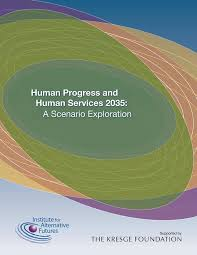 Human Progress and
Human Services 2035:
A Scenario Exploration
Institute for
Alternative
Futures
Supported by
THE KRESGE FOUNDATION